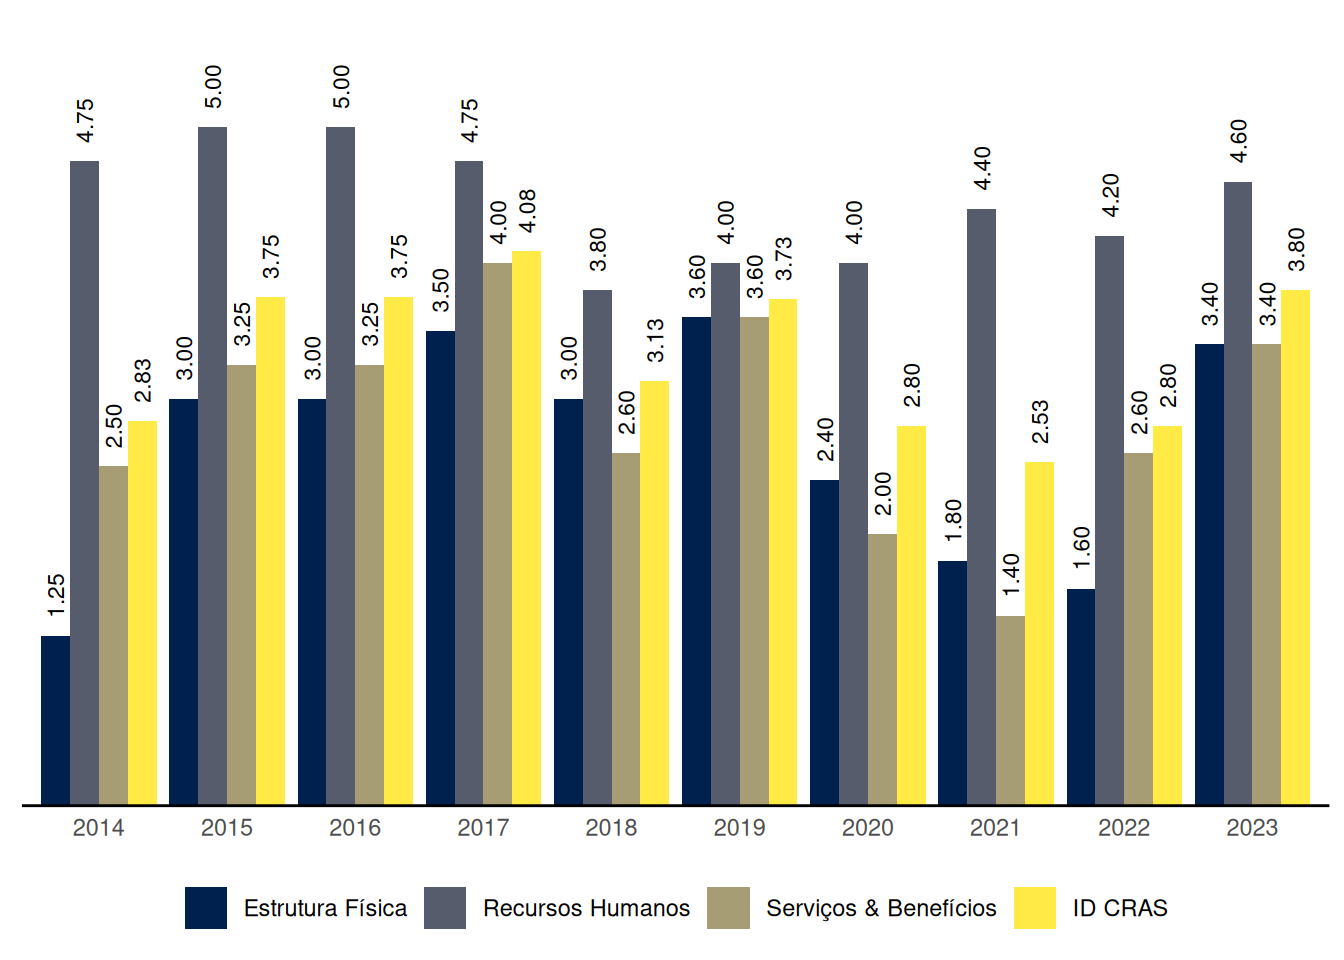 1.25 4.75 2.50 2.83
3.00 5.00 3.25 3.75
3.00 5.00 3.25 3.75
3.50 4.75 4.00 4.08
3.00 3.80 2.60 3.13
3.60 4.00 3.60 3.73
2.40 4.00 2.00 2.80
1.80 4.40 1.40 2.53
1.60 4.20 2.60 2.80
3.40 4.60 3.40 3.80
2014 2015 2016 2017 2018 2019 2020 2021 2022 2023
Estrutura Física Recursos Humanos Serviços & Benefícios ID CRAS